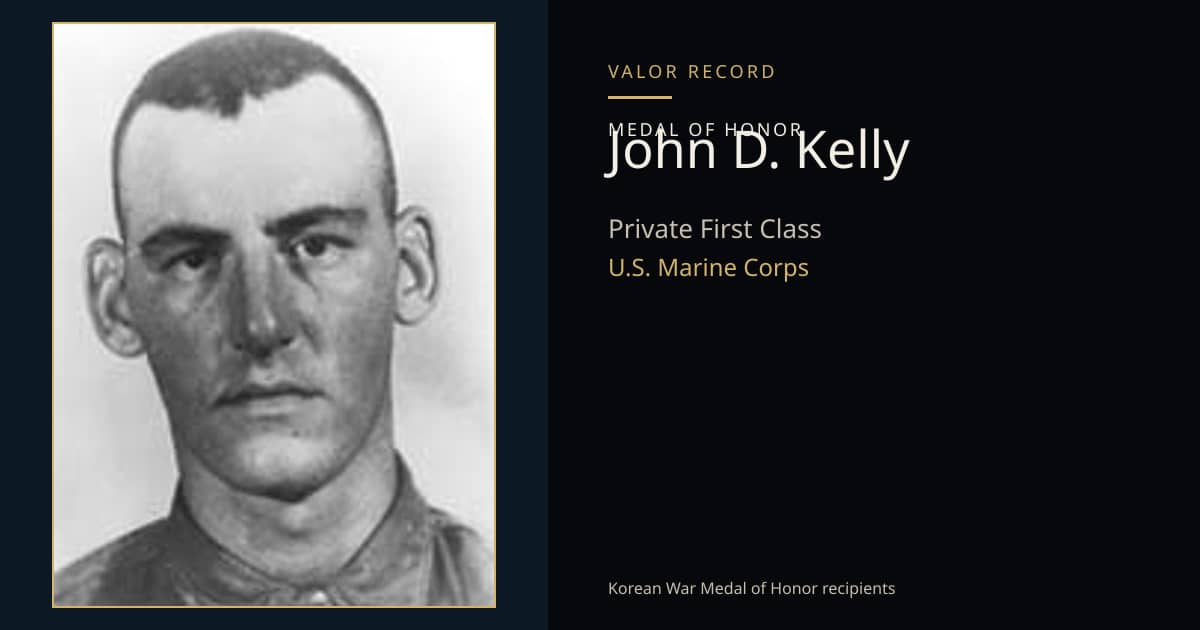 VALOR RECORD
MEDAL OF HONOR
John D. Kelly
Private First Class
U.S. Marine Corps
Korean War Medal of Honor recipients